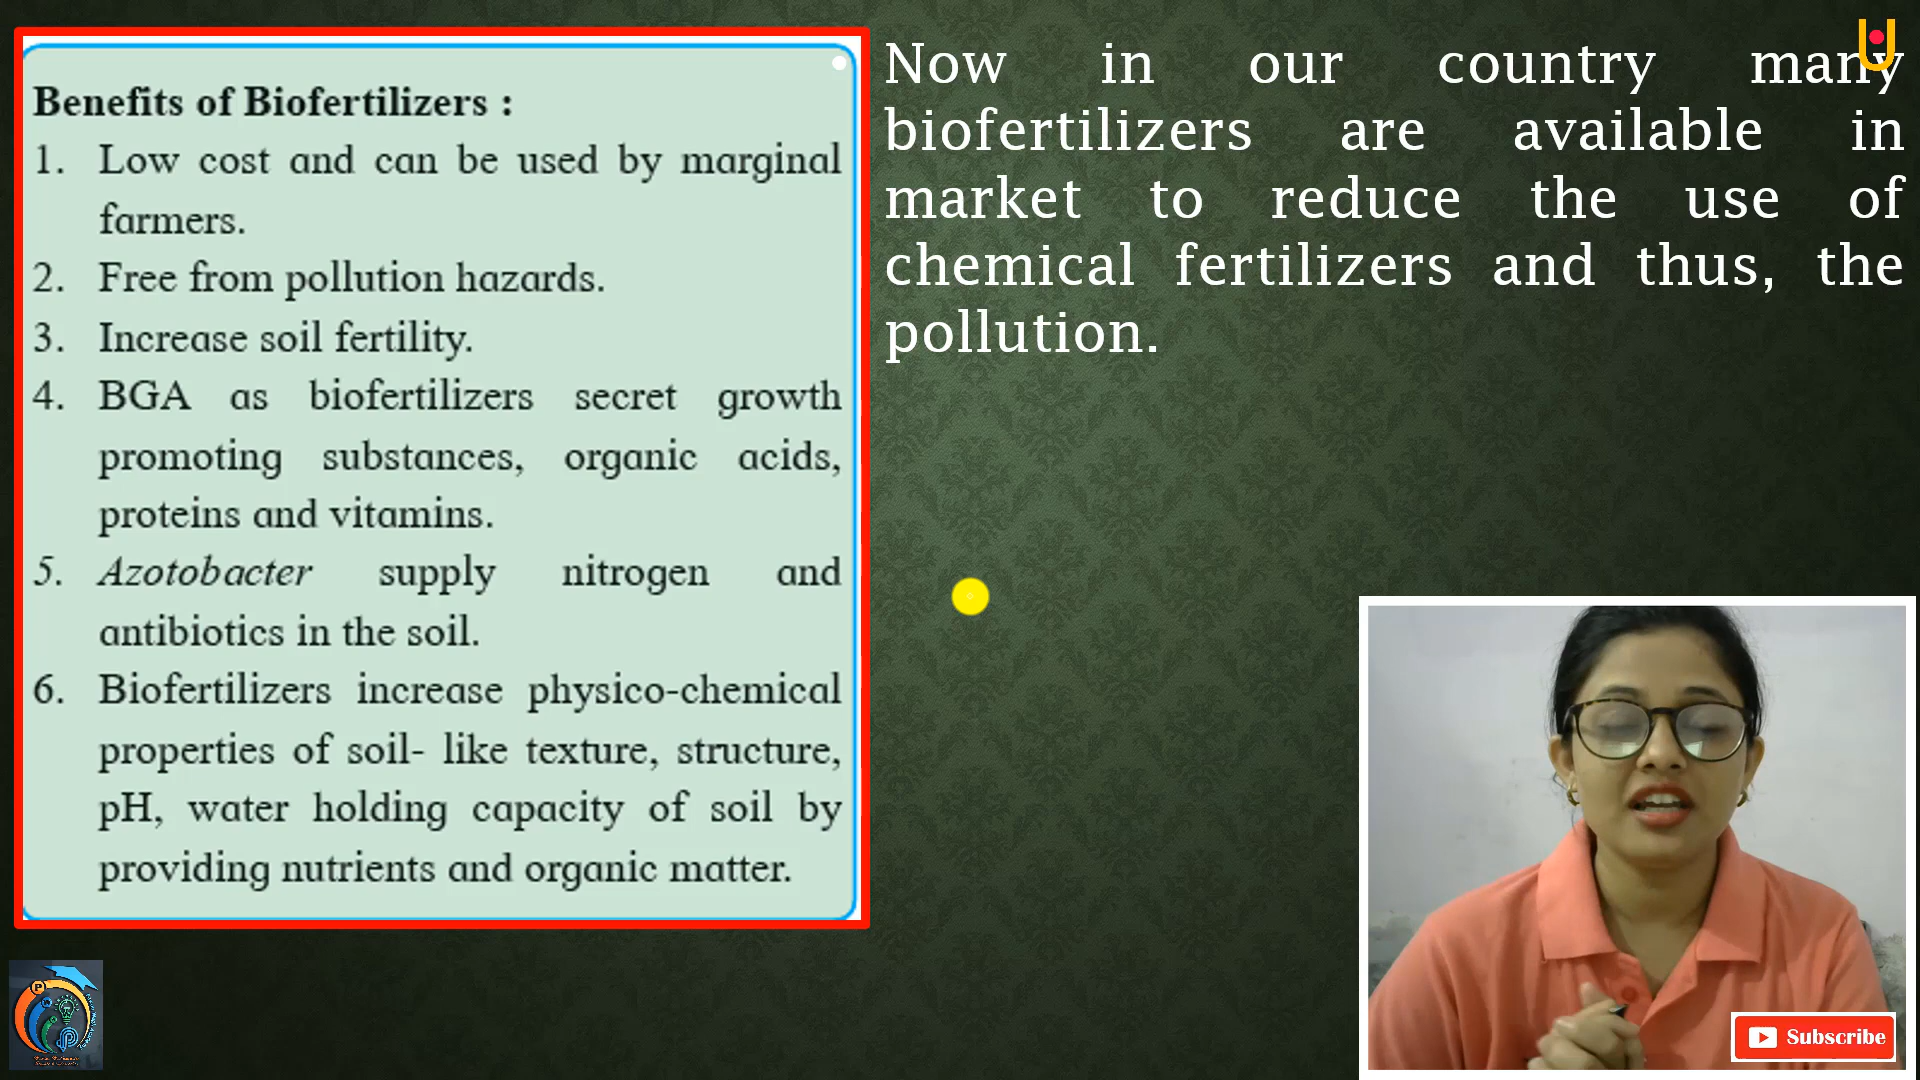 Benefits of Biofertilizers :
1. Low cost and can be used by marginal
farmers.
2. Free from pollution hazards.
3. Increase soil fertility.
4. BGA as biofertilizers secret growth
promoting substances, organic acids,
proteins and vitamins.
5. Azotobacter supply nitrogen and
antibiotics in the soil.
6. Biofertilizers increase physico-chemical
properties of soil- like texture, structure,
pH, water holding capacity of soil by
providing nutrients and organic matter.
Now in our country many
biofertilizers are available in
market to reduce the use of
chemical fertilizers and thus, the
pollution.
Subscribe